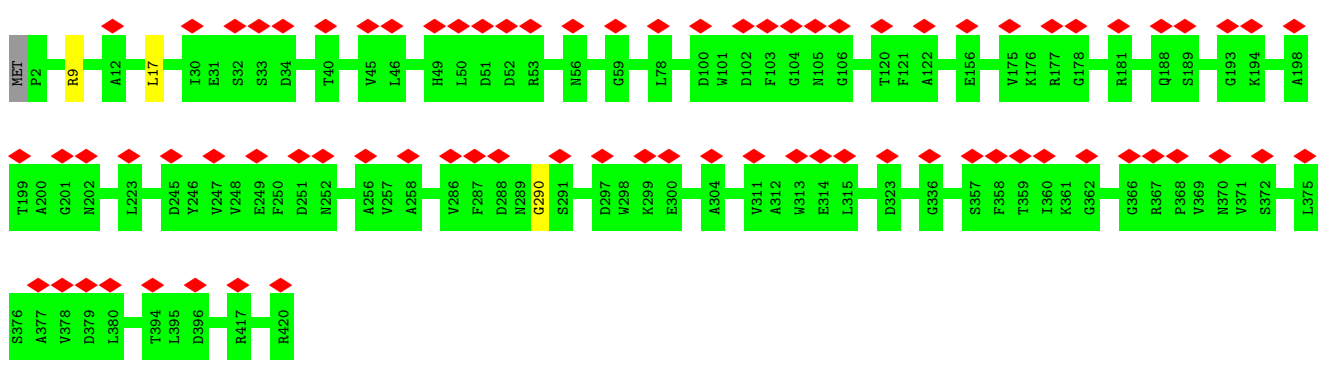 MET P2 R9 A12 L17 I30 E31 S32 S33 D34 T40 V45 L46 H49 L50 D51 D52 R53 N56 G59 L78 D100 W101 D102 F103 G104 N105 G106 T120 F121 A122 E156 V175 K176 R177 G178 R181 Q188 S189 G193 K194 A198
T199 A200 G201 N202 L223 D245 Y246 V247 V248 E249 F250 D251 N252 A256 V257 A258 V286 F287 D288 N289 G290 S291 D297 W298 K299 E300 A304 V311 A312 W313 E314 L315 D323 G336 S357 F358 T359 I360 K361 G362 G366 R367 P368 V369 N370 V371 S372 L375
S376 A377 V378 D379 L380 T394 L395 D396 R417 R420